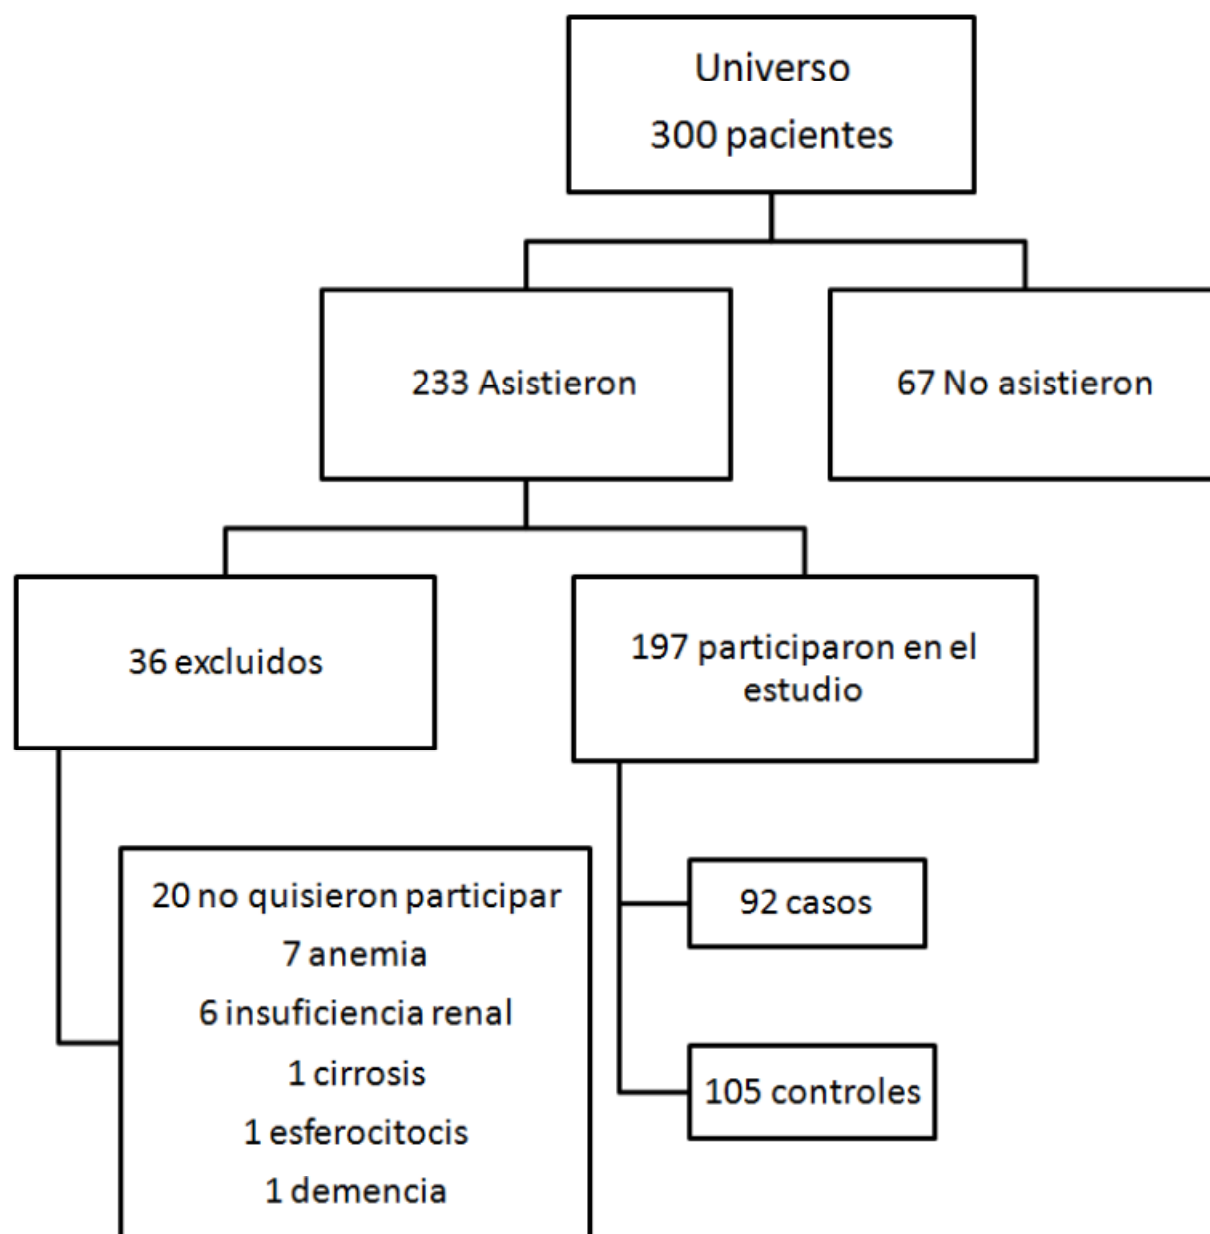 Universo
300 pacientes
233 Asistieron
67 No asistieron
36 excluidos
197 participaron en el
estudio
20 no quisieron participar
7 anemia
6 insuficiencia renal
1 cirrosis
1 esferocitocis
1 demencia
92 casos
105 controles